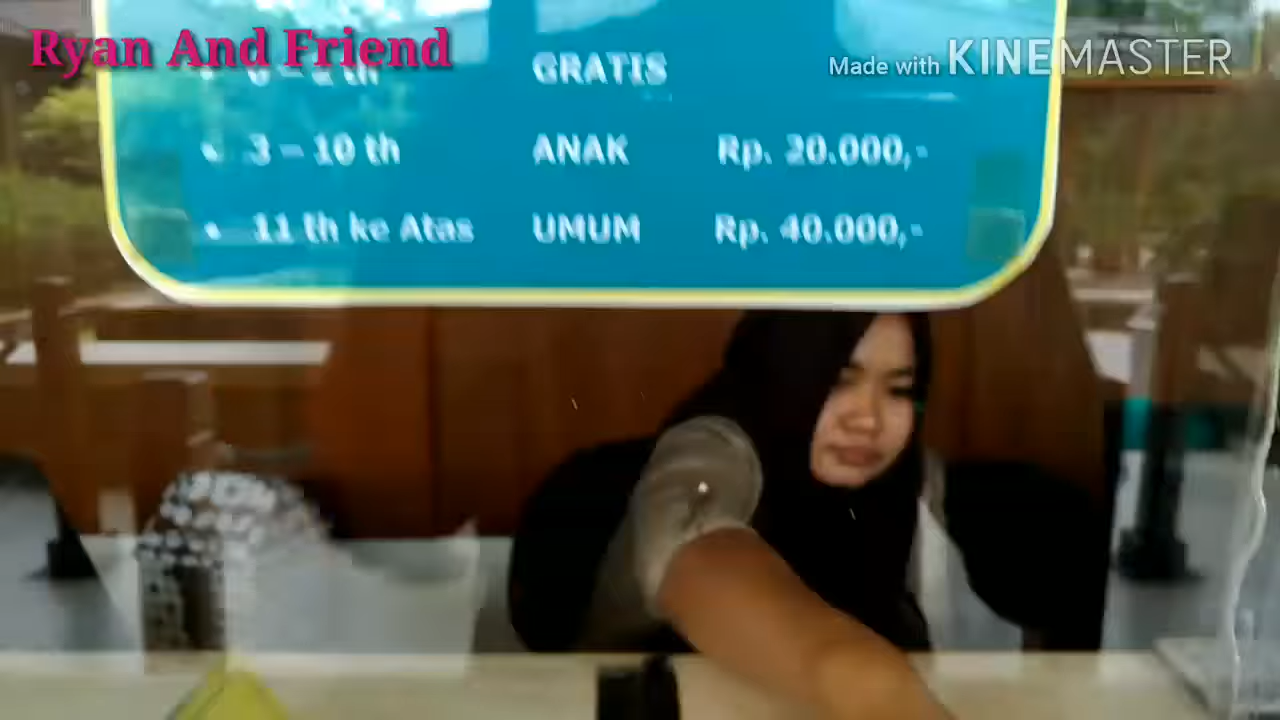 Ryan And Friend
Made with KINEMASTER
GRATIS
3 - 10 th ANAK Rp. 20.000,-
11 th ke Atas UMUM Rp. 40.000,-